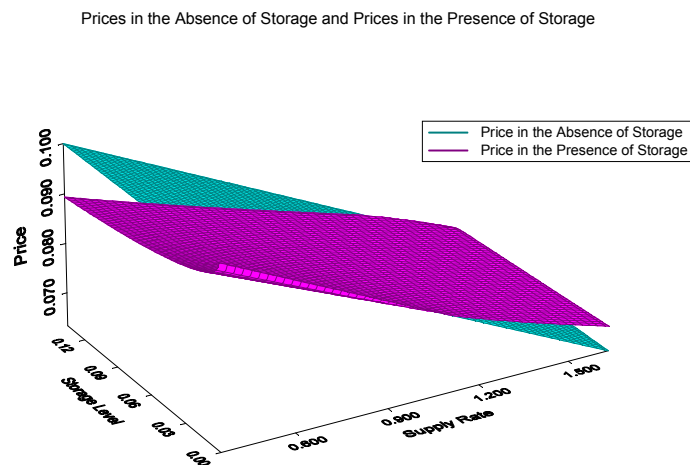 Prices in the Absence of Storage and Prices in the Presence of Storage
Price in the Absence of Storage
Price in the Presence of Storage
0.100
0.090
0.080
0.070
Price
0.12
0.09
0.06
0.03
0.00
Storage Level
0.600
0.900
1.200
1.500
Supply Rate